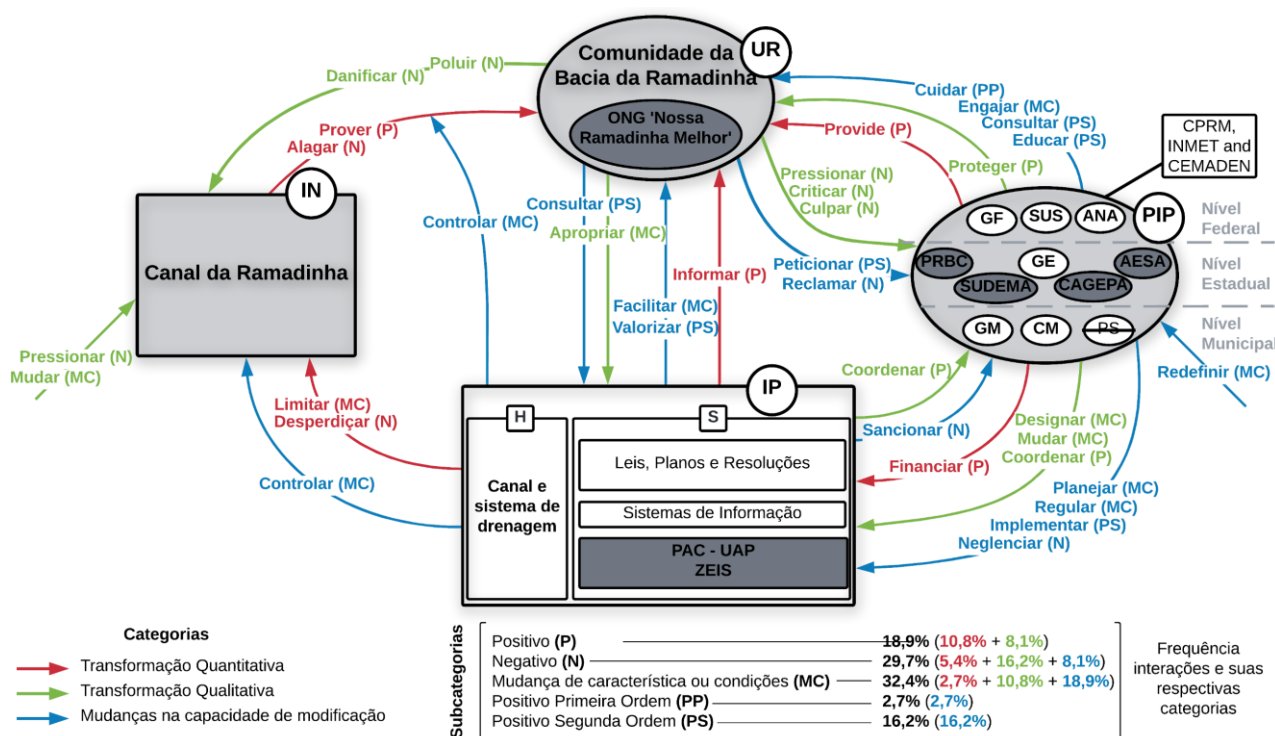 Comunidade da
Bacia da Ramadinha
UR
ONG 'Nossa
Ramadinha Melhor'
Poluir (N)
Danificar (N)
Prover (P)
Alagar (N)
IN
Canal da Ramadinha
Controlar (MC)
Consultar (PS)
Apropriar (MC)
Facilitar (MC)
Valorizar (PS)
Informar (P)
Cuidar (PP)
Engajar (MC)
Consultar (PS)
Educar (PS)
Provide (P)
Proteger (P)
Pressionar (N)
Criticar (N)
Culpar (N)
Peticionar (PS)
Reclamar (N)
CPRM,
INMET and
CEMADEN
PIP
GF
SUS
ANA
Nível
Federal
PRBC
GE
AESA
SUDEMA
CAGEPA
Nível
Estadual
GM
CM
PS
Nível
Municipal
Redefinir (MC)
Pressionar (N)
Mudar (MC)
Limitar (MC)
Desperdiçar (N)
Controlar (MC)
IP
H
S
Canal e
sistema de
drenagem
Leis, Planos e Resoluções
Sistemas de Informação
PAC - UAP
ZEIS
Coordenar (P)
Sancionar (N)
Financiar (P)
Designar (MC)
Mudar (MC)
Coordenar (P)
Planejar (MC)
Regular (MC)
Implementar (PS)
Neglenciar (N)
Categorias
Transformação Quantitativa
Transformação Qualitativa
Mudanças na capacidade de modificação
Subcategorias
Positivo (P) 18,9% (10,8% + 8,1%)
Negativo (N) 29,7% (5,4% + 16,2% + 8,1%)
Mudança de característica ou condições (MC) 32,4% (2,7% + 10,8% + 18,9%)
Positivo Primeira Ordem (PP) 2,7% (2,7%)
Positivo Segunda Ordem (PS) 16,2% (16,2%)
Frequência
interações e suas
respectivas
categorias